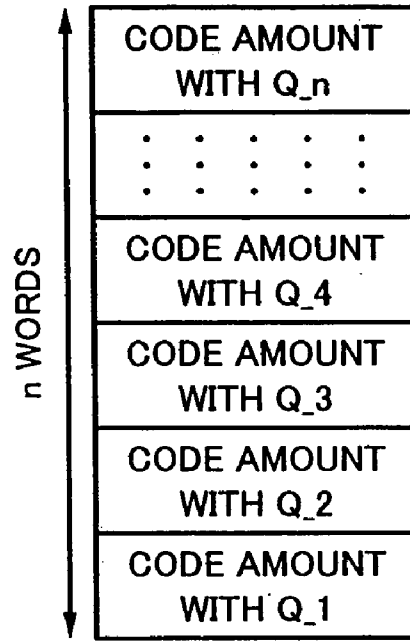 CODE AMOUNT
WITH Q_n
. . . . .
. . . . .
. . . . .
CODE AMOUNT
WITH Q_4
CODE AMOUNT
WITH Q_3
CODE AMOUNT
WITH Q_2
CODE AMOUNT
WITH Q_1
n WORDS